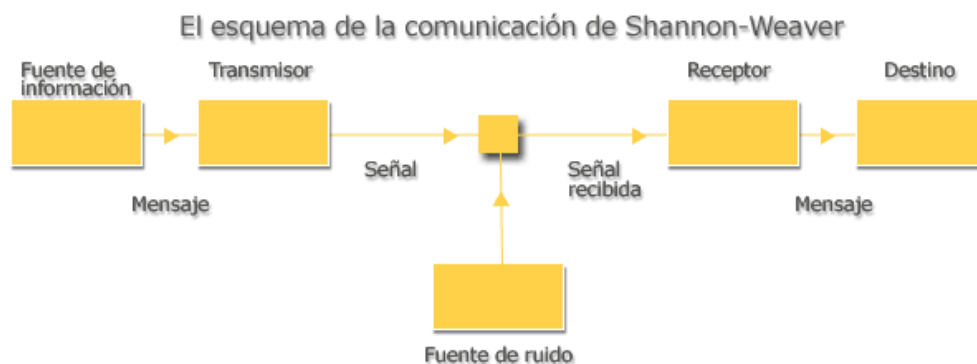 El esquema de la comunicación de Shannon-Weaver
Fuente de
información
Transmisor
Receptor
Destino
Señal
Señal
recibida
Mensaje
Mensaje
Fuente de ruido